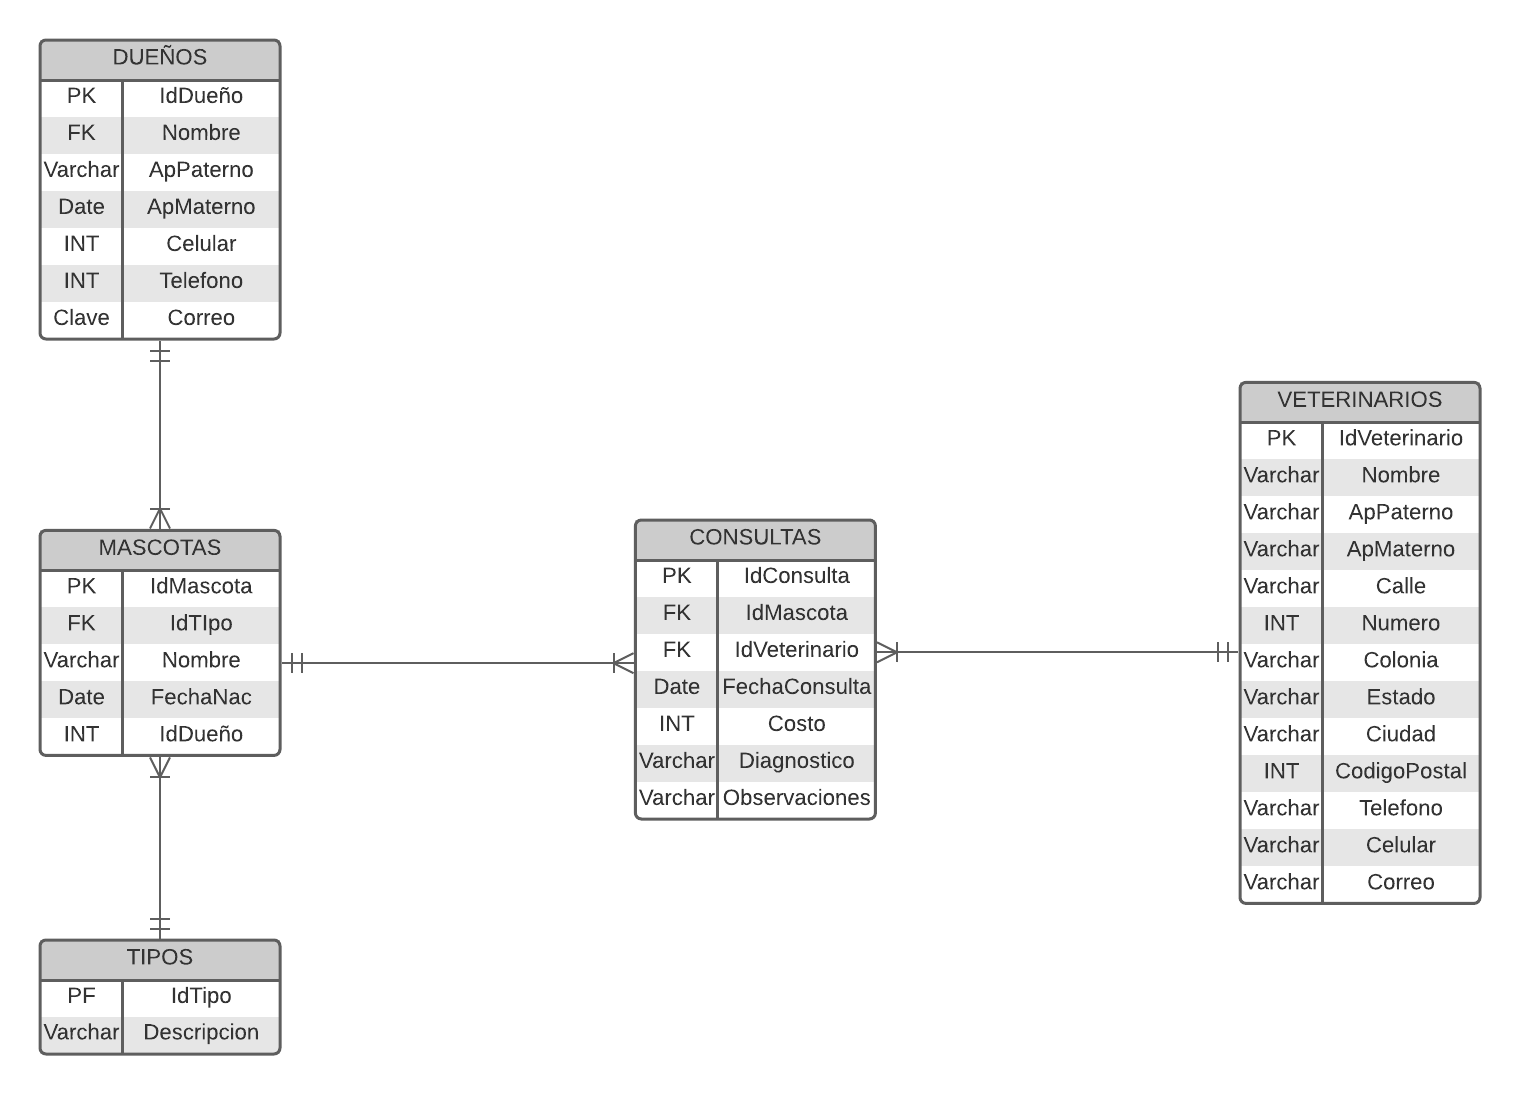 DUEÑOS
PK IdDueño
FK Nombre
Varchar ApPaterno
Date ApMaterno
INT Celular
INT Telefono
Clave Correo
MASCOTAS
PK IdMascota
FK IdTIpo
Varchar Nombre
Date FechaNac
INT IdDueño
TIPOS
PF IdTipo
Varchar Descripcion
CONSULTAS
PK IdConsulta
FK IdMascota
FK IdVeterinario
Date FechaConsulta
INT Costo
Varchar Diagnostico
Varchar Observaciones
VETERINARIOS
PK IdVeterinario
Varchar Nombre
Varchar ApPaterno
Varchar ApMaterno
Varchar Calle
INT Numero
Varchar Colonia
Varchar Estado
Varchar Ciudad
INT CodigoPostal
Varchar Telefono
Varchar Celular
Varchar Correo